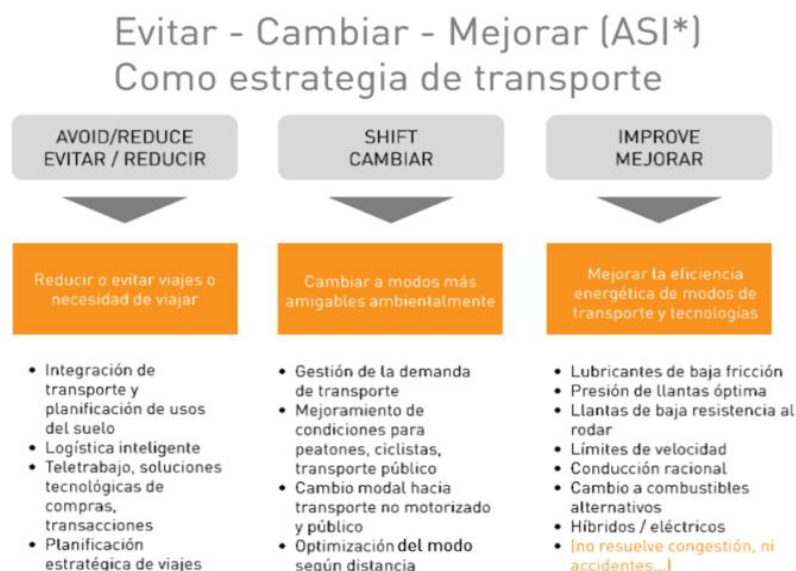 Evitar - Cambiar - Mejorar (ASI*)
Como estrategia de transporte
AVOID/REDUCE
EVITAR / REDUCIR
Reducir o evitar viajes o
necesidad de viajar
• Integración de
transporte y
planificación de usos
del suelo
• Logística inteligente
• Teletrabajo, soluciones
tecnológicas de
compras,
transacciones
• Planificación
estratégica de viajes
SHIFT
CAMBIAR
Cambiar a modos más
amigables ambientalmente
• Gestión de la demanda
de transporte
• Mejoramiento de
condiciones para
peatones, ciclistas,
transporte público
• Cambio modal hacia
transporte no motorizado
y público
• Optimización del modo
según distancia
IMPROVE
MEJORAR
Mejorar la eficiencia
energética de modos de
transporte y tecnologías
• Lubricantes de baja fricción
• Presión de llantas óptima
• Llantas de baja resistencia al
rodar
• Límites de velocidad
• Conducción racional
• Cambio a combustibles
alternativos
• Híbridos / eléctricos
• (no resuelve congestión, ni
accidentes...)